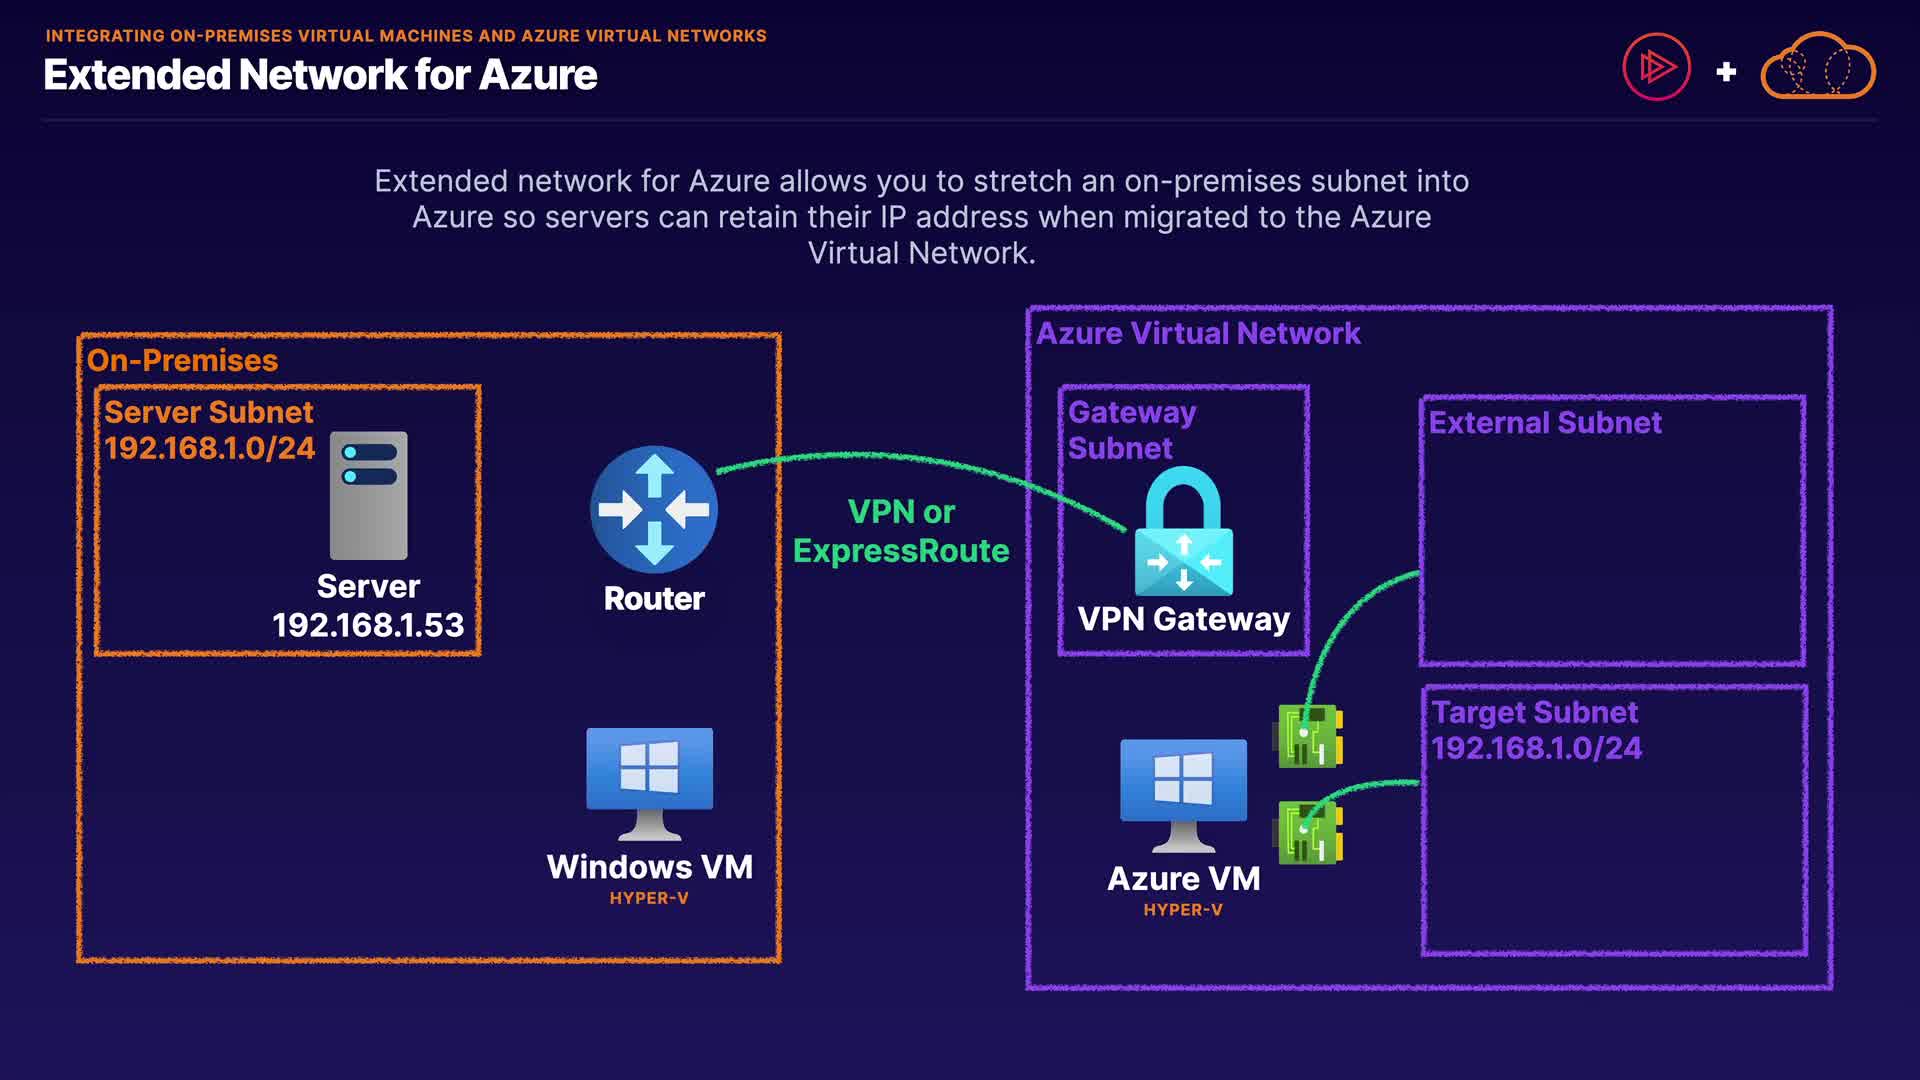 INTEGRATING ON-PREMISES VIRTUAL MACHINES AND AZURE VIRTUAL NETWORKS
Extended Network for Azure
Extended network for Azure allows you to stretch an on-premises subnet into
Azure so servers can retain their IP address when migrated to the Azure
Virtual Network.
On-Premises
Server Subnet
192.168.1.0/24
Server
192.168.1.53
Router
Windows VM
HYPER-V
VPN or
ExpressRoute
Azure Virtual Network
Gateway
Subnet
VPN Gateway
External Subnet
Azure VM
HYPER-V
Target Subnet
192.168.1.0/24